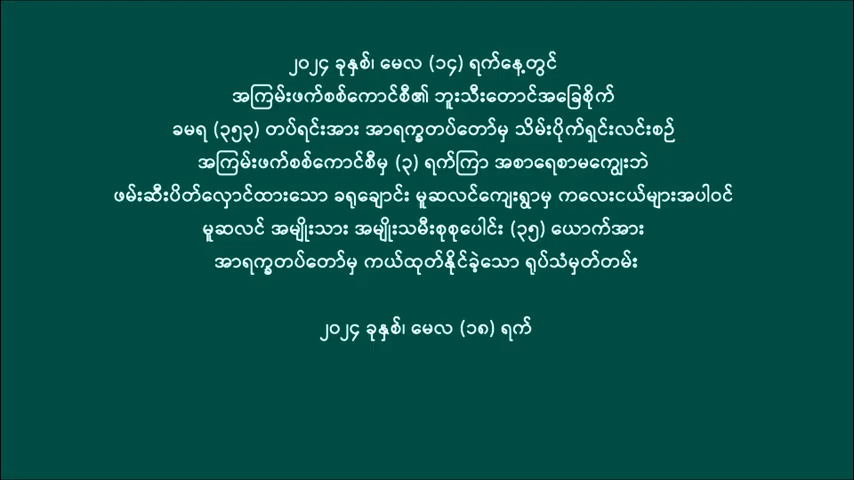 ၂၀၂၄ ခုနှစ်၊ မေလ (၁၄) ရက်နေ့တွင်
အကြမ်းဖက်စစ်ကောင်စီ၏ ဘူးသီးတောင်အခြေစိုက်
ခမရ (၃၅၃) တပ်ရင်းအား အာရက္ခတပ်တော်မှ သိမ်းပိုက်ရှင်းလင်းစဉ်
အကြမ်းဖက်စစ်ကောင်စီမှ (၃) ရက်ကြာ အစာရေစာမကျွေးဘဲ
ဖမ်းဆီးပိတ်လှောင်ထားသော ခရုချောင်း မူဆလင်ကျေးရွာမှ ကလေးငယ်များအပါဝင်
မူဆလင် အမျိုးသား အမျိုးသမီးစုစုပေါင်း (၃၅) ယောက်အား
အာရက္ခတပ်တော်မှ ကယ်ထုတ်နိုင်ခဲ့သော ရုပ်သံမှတ်တမ်း
၂၀၂၄ ခုနှစ်၊ မေလ (၁၈) ရက်